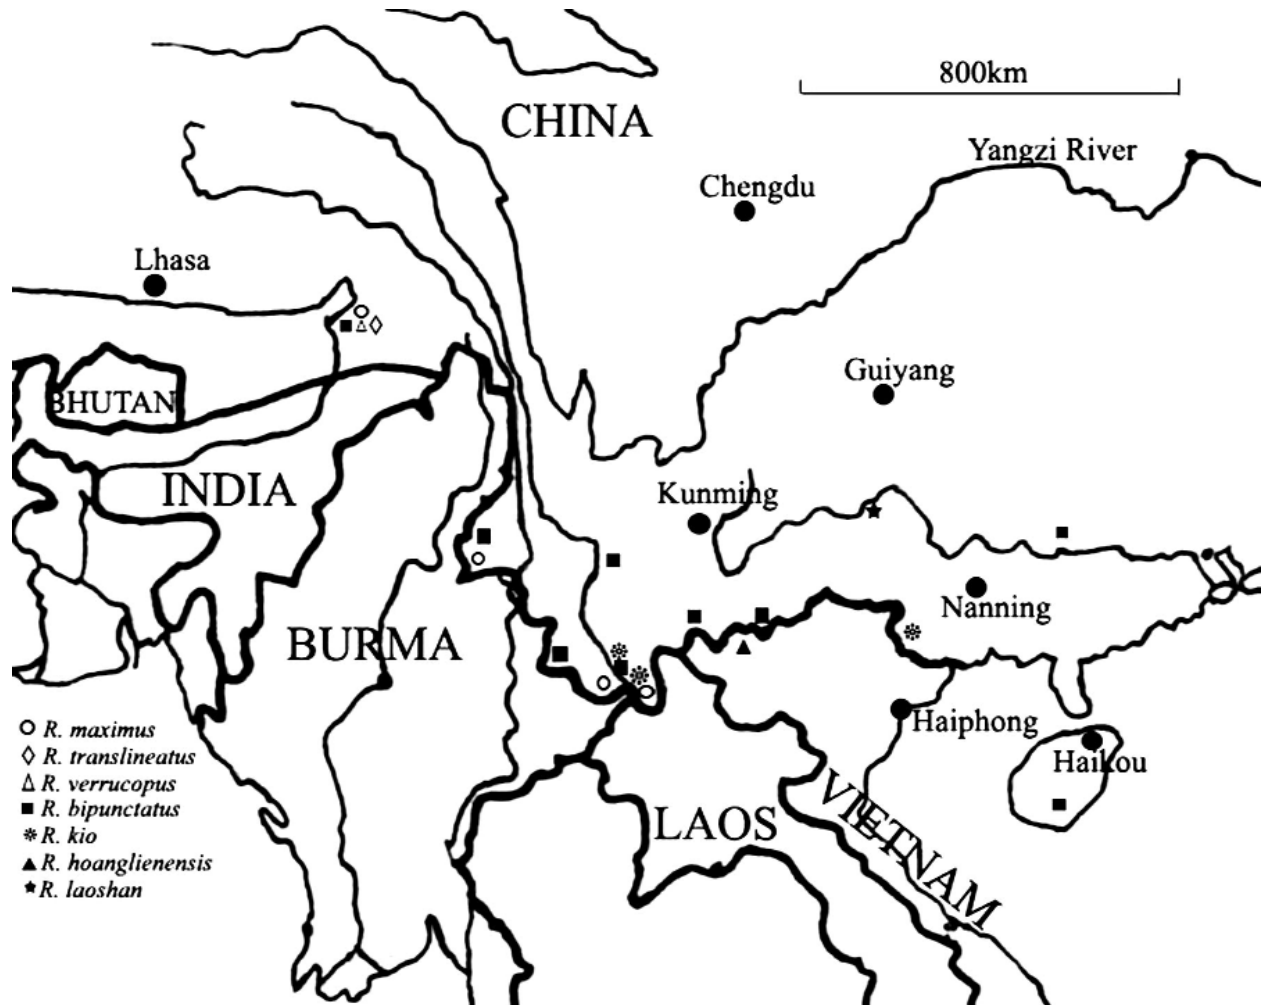 800km
CHINA
Yangzi River
Chengdu
Lhasa
Guiyang
BHUTAN
INDIA
Kunming
Nanning
BURMA
Haiphong
Haikou
LAOS
VIETNAM
R. maximus
R. translineatus
R. verrucopus
R. bipunctatus
R. kio
R. hoanglienensis
R. laoshan